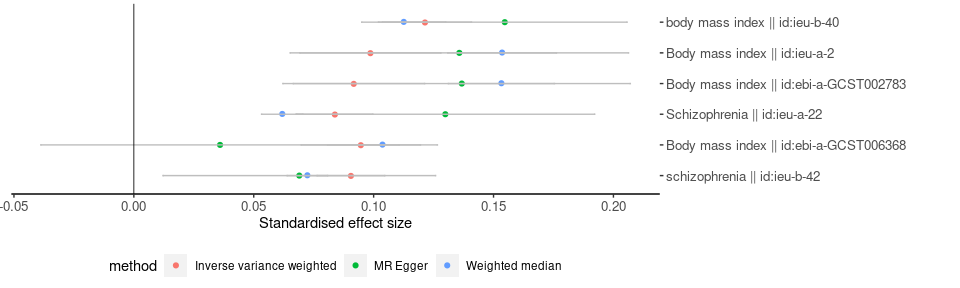 body mass index || id:ieu-b-40
Body mass index || id:ieu-a-2
Body mass index || id:ebi-a-GCST002783
Schizophrenia || id:ieu-a-22
Body mass index || id:ebi-a-GCST006368
schizophrenia || id:ieu-b-42
-0.05 0.00 0.05 0.10 0.15 0.20
Standardised effect size
method Inverse variance weighted MR Egger Weighted median